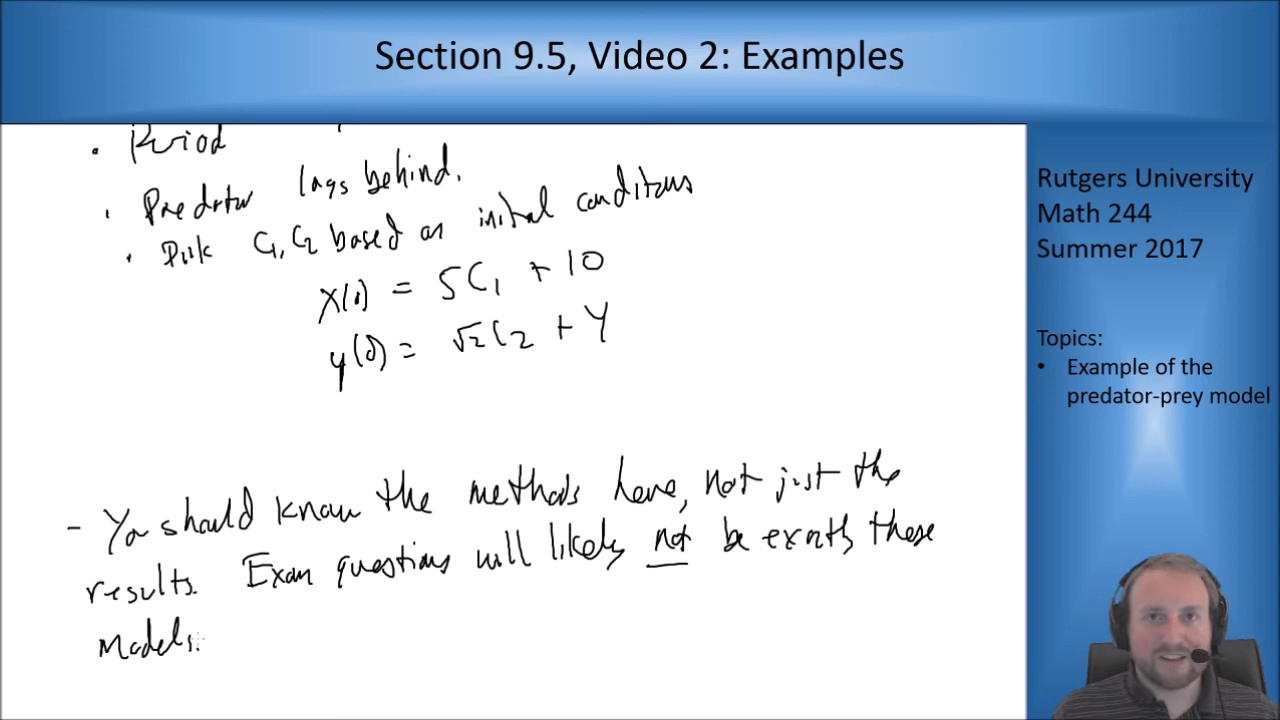 Section 9.5, Video 2: Examples
• Period
• Predator lags behind.
• Pick C1, C2 based on initial conditions
x(0) = 5C1 + 10
y(0) = √2C2 + 4
- You should know the methods here, not just the
results. Exam questions will likely not be exactly these
models.
Rutgers University
Math 244
Summer 2017
Topics:
• Example of the
predator-prey model